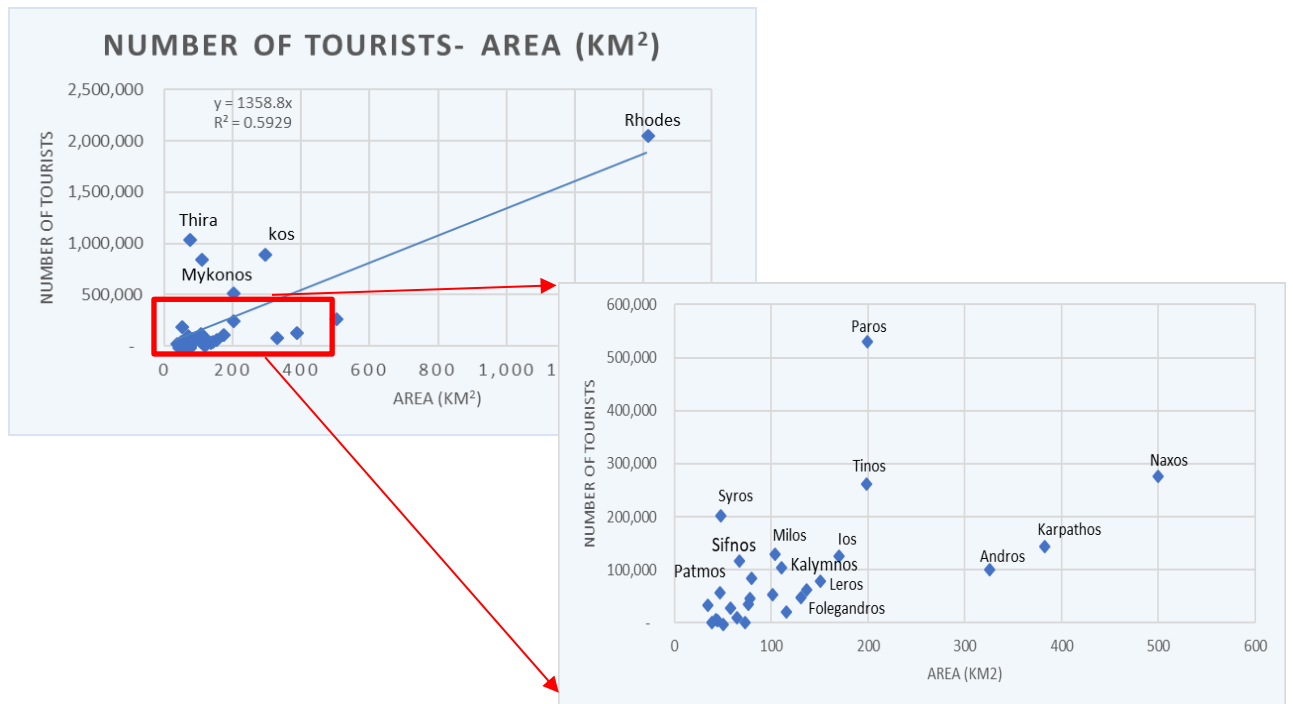 NUMBER OF TOURISTS- AREA (KM²)
y = 1358.8x
R² = 0.5929
2,500,000
2,000,000
1,500,000
1,000,000
500,000
-
NUMBER OF TOURISTS
Rhodes
Thira
kos
Mykonos
0 200 400 600 800 1,000 1
AREA (KM²)
600,000
500,000
400,000
300,000
200,000
100,000
-
NUMBER OF TOURISTS
Paros
Tinos
Naxos
Syros
Karpathos
Milos
Ios
Sifnos
Andros
Kalymnos
Patmos
Leros
Folegandros
0 100 200 300 400 500 600
AREA (KM2)